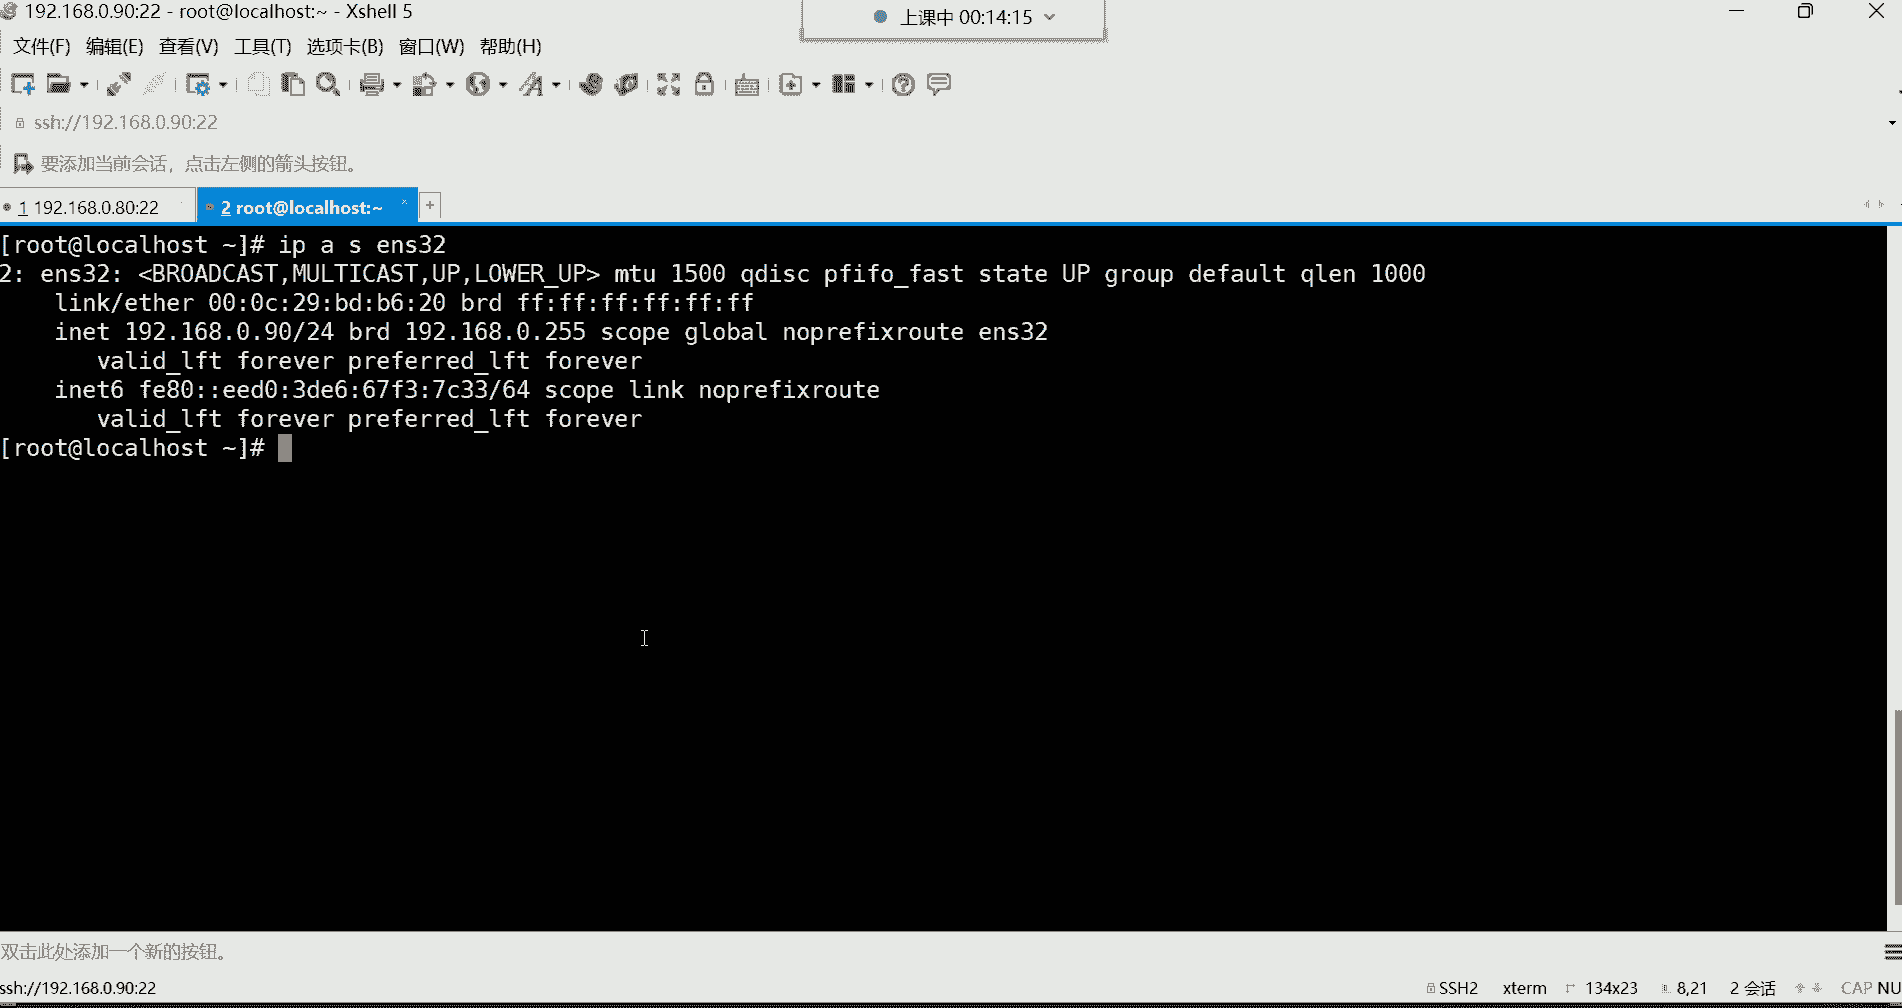 192.168.0.90:22 - root@localhost:~ - Xshell 5
上课中 00:14:15
文件(F) 编辑(E) 查看(V) 工具(T) 选项卡(B) 窗口(W) 帮助(H)
ssh://192.168.0.90:22
要添加当前会话，点击左侧的箭头按钮。
1 192.168.0.80:22
2 root@localhost:~
[root@localhost ~]# ip a s ens32
2: ens32: <BROADCAST,MULTICAST,UP,LOWER_UP> mtu 1500 qdisc pfifo_fast state UP group default qlen 1000
    link/ether 00:0c:29:bd:b6:20 brd ff:ff:ff:ff:ff:ff
    inet 192.168.0.90/24 brd 192.168.0.255 scope global noprefixroute ens32
       valid_lft forever preferred_lft forever
    inet6 fe80::eed0:3de6:67f3:7c33/64 scope link noprefixroute
       valid_lft forever preferred_lft forever
[root@localhost ~]#
双击此处添加一个新的按钮。
ssh://192.168.0.90:22 SSH2 xterm 134x23 8,21 2 会话 CAP NU